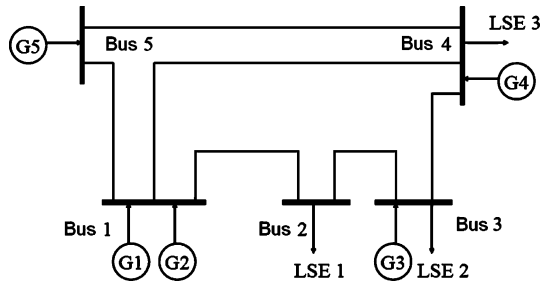 LSE 3
G5
Bus 5
Bus 4
G4
Bus 1
Bus 2
Bus 3
G1
G2
LSE 1
G3
LSE 2